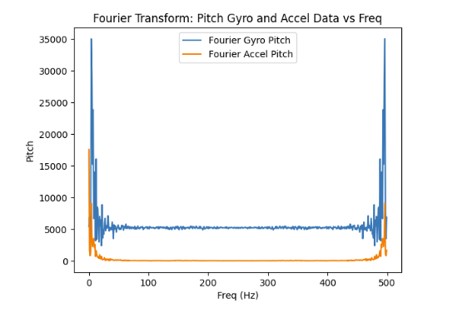 Fourier Transform: Pitch Gyro and Accel Data vs Freq
Fourier Gyro Pitch
Fourier Accel Pitch
35000
30000
25000
20000
15000
10000
5000
0
Pitch
0 100 200 300 400 500
Freq (Hz)